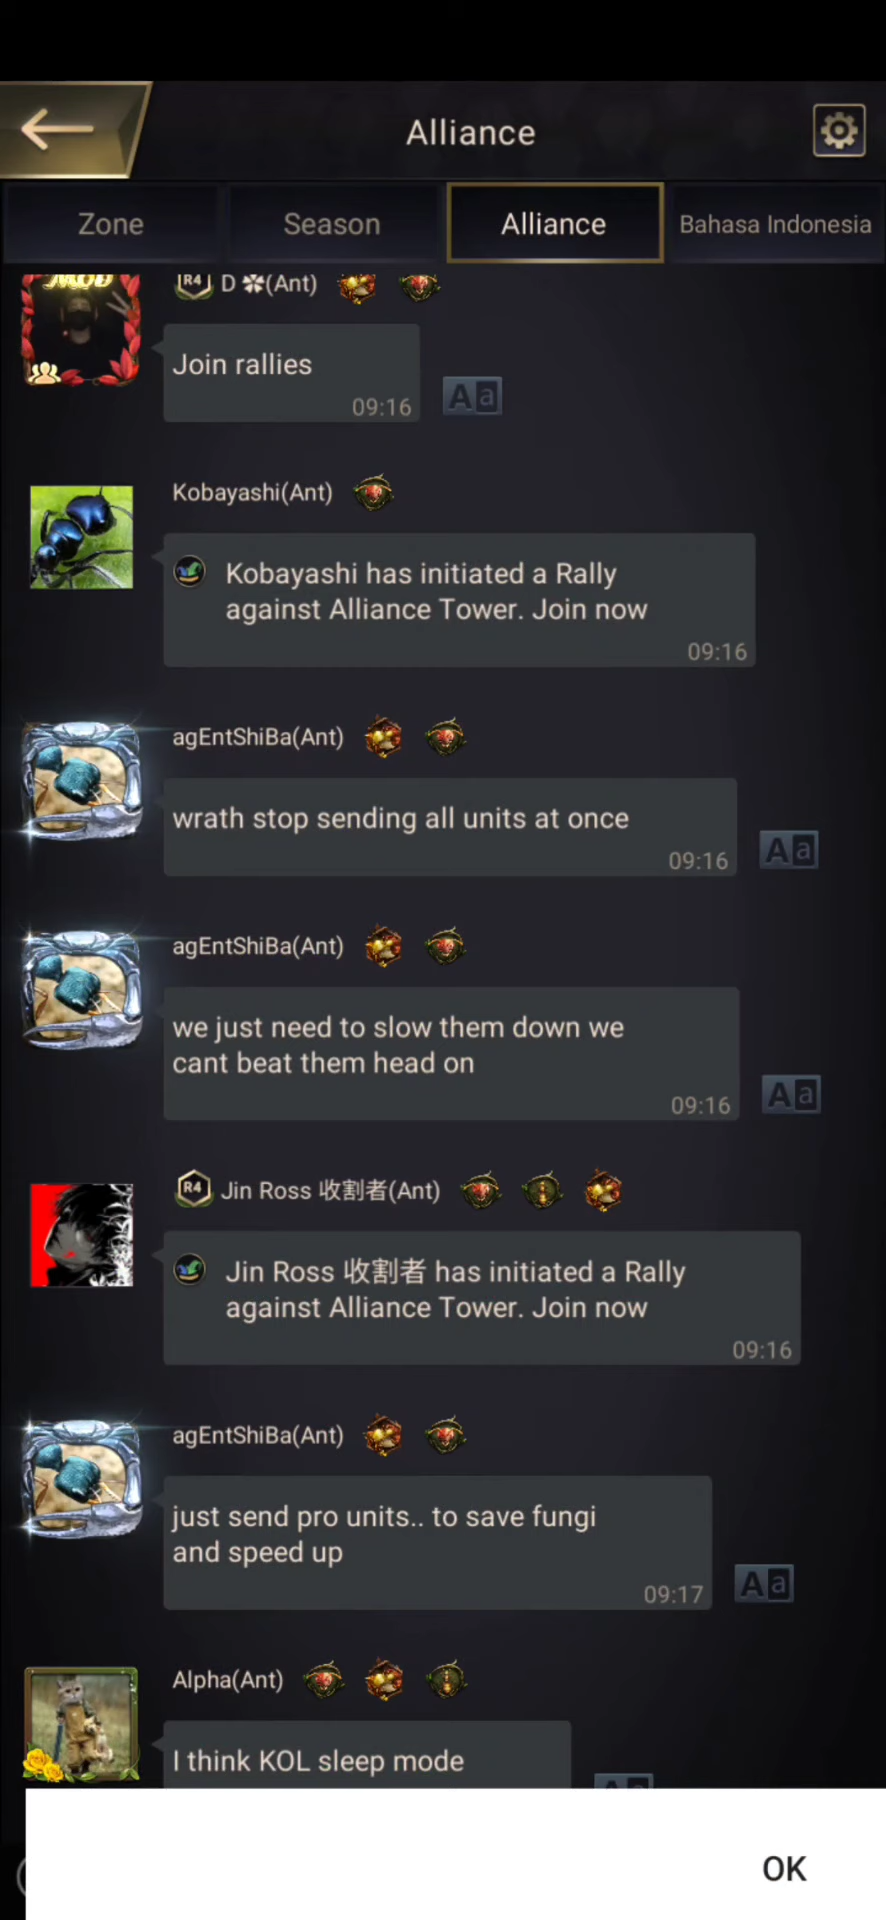 Alliance
Zone
Season
Alliance
Bahasa Indonesia
R4 D ✽(Ant)
Join rallies
09:16
Aa
Kobayashi(Ant)
Kobayashi has initiated a Rally
against Alliance Tower. Join now
09:16
agEntShiBa(Ant)
wrath stop sending all units at once
09:16
Aa
agEntShiBa(Ant)
we just need to slow them down we
cant beat them head on
09:16
Aa
R4 Jin Ross 收割者(Ant)
Jin Ross 收割者 has initiated a Rally
against Alliance Tower. Join now
09:16
agEntShiBa(Ant)
just send pro units.. to save fungi
and speed up
09:17
Aa
Alpha(Ant)
I think KOL sleep mode
Aa
OK